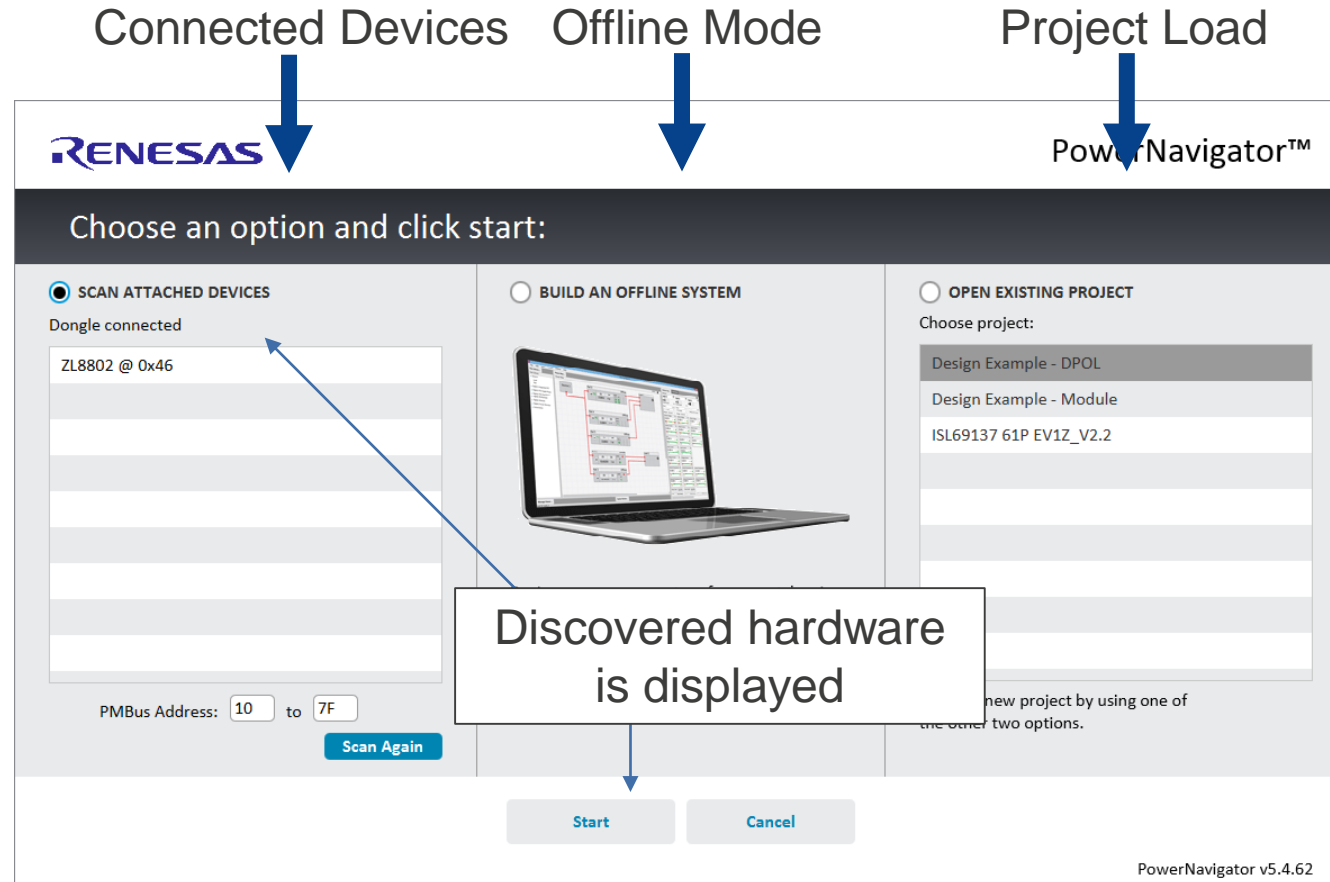 Connected Devices
Offline Mode
Project Load
RENESAS
PowerNavigator™
Choose an option and click start:
SCAN ATTACHED DEVICES
Dongle connected
ZL8802 @ 0x46
PMBus Address: 10 to 7F
Scan Again
BUILD AN OFFLINE SYSTEM
Discovered hardware
is displayed
OPEN EXISTING PROJECT
Choose project:
Design Example - DPOL
Design Example - Module
ISL69137 61P EV1Z_V2.2
new project by using one of
the other two options.
Start
Cancel
PowerNavigator v5.4.62